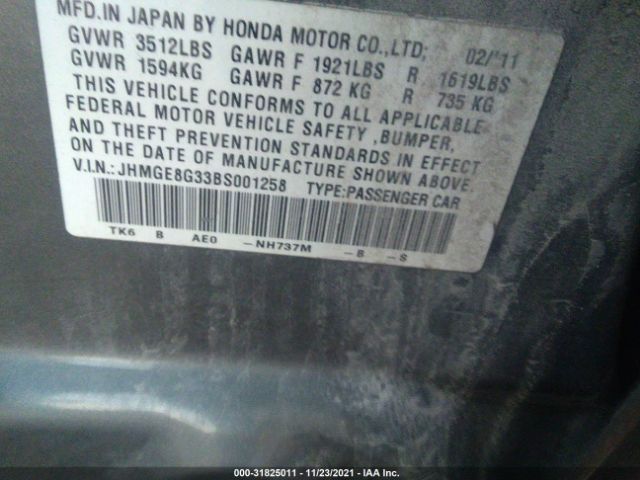 MFD.IN JAPAN BY HONDA MOTOR CO.,LTD; 02/'11
GVWR 3512LBS GAWR F 1921LBS R 1619LBS
GVWR 1594KG GAWR F 872 KG R 735 KG
THIS VEHICLE CONFORMS TO ALL APPLICABLE
FEDERAL MOTOR VEHICLE SAFETY ,BUMPER,
AND THEFT PREVENTION STANDARDS IN EFFECT
ON THE DATE OF MANUFACTURE SHOWN ABOVE.
V.I.N.:JHMGE8G33BS001258 TYPE:PASSENGER CAR
TK6 B AE0 -NH737M -B -S
000-31825011 - 11/23/2021 - IAA Inc.